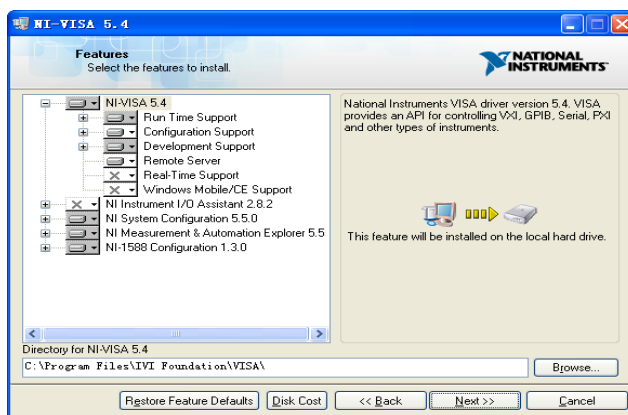 NI-VISA 5.4
Features
Select the features to install.
NATIONAL
INSTRUMENTS
NI-VISA 5.4
Run Time Support
Configuration Support
Development Support
Remote Server
Real-Time Support
Windows Mobile/CE Support
NI Instrument I/O Assistant 2.8.2
NI System Configuration 5.5.0
NI Measurement & Automation Explorer 5.5
NI-1588 Configuration 1.3.0
National Instruments VISA driver version 5.4. VISA
provides an API for controlling VXI, GPIB, Serial, PXI
and other types of instruments.
This feature will be installed on the local hard drive.
Directory for NI-VISA 5.4
C:\Program Files\IVI Foundation\VISA\
Browse...
Restore Feature Defaults Disk Cost << Back Next >> Cancel